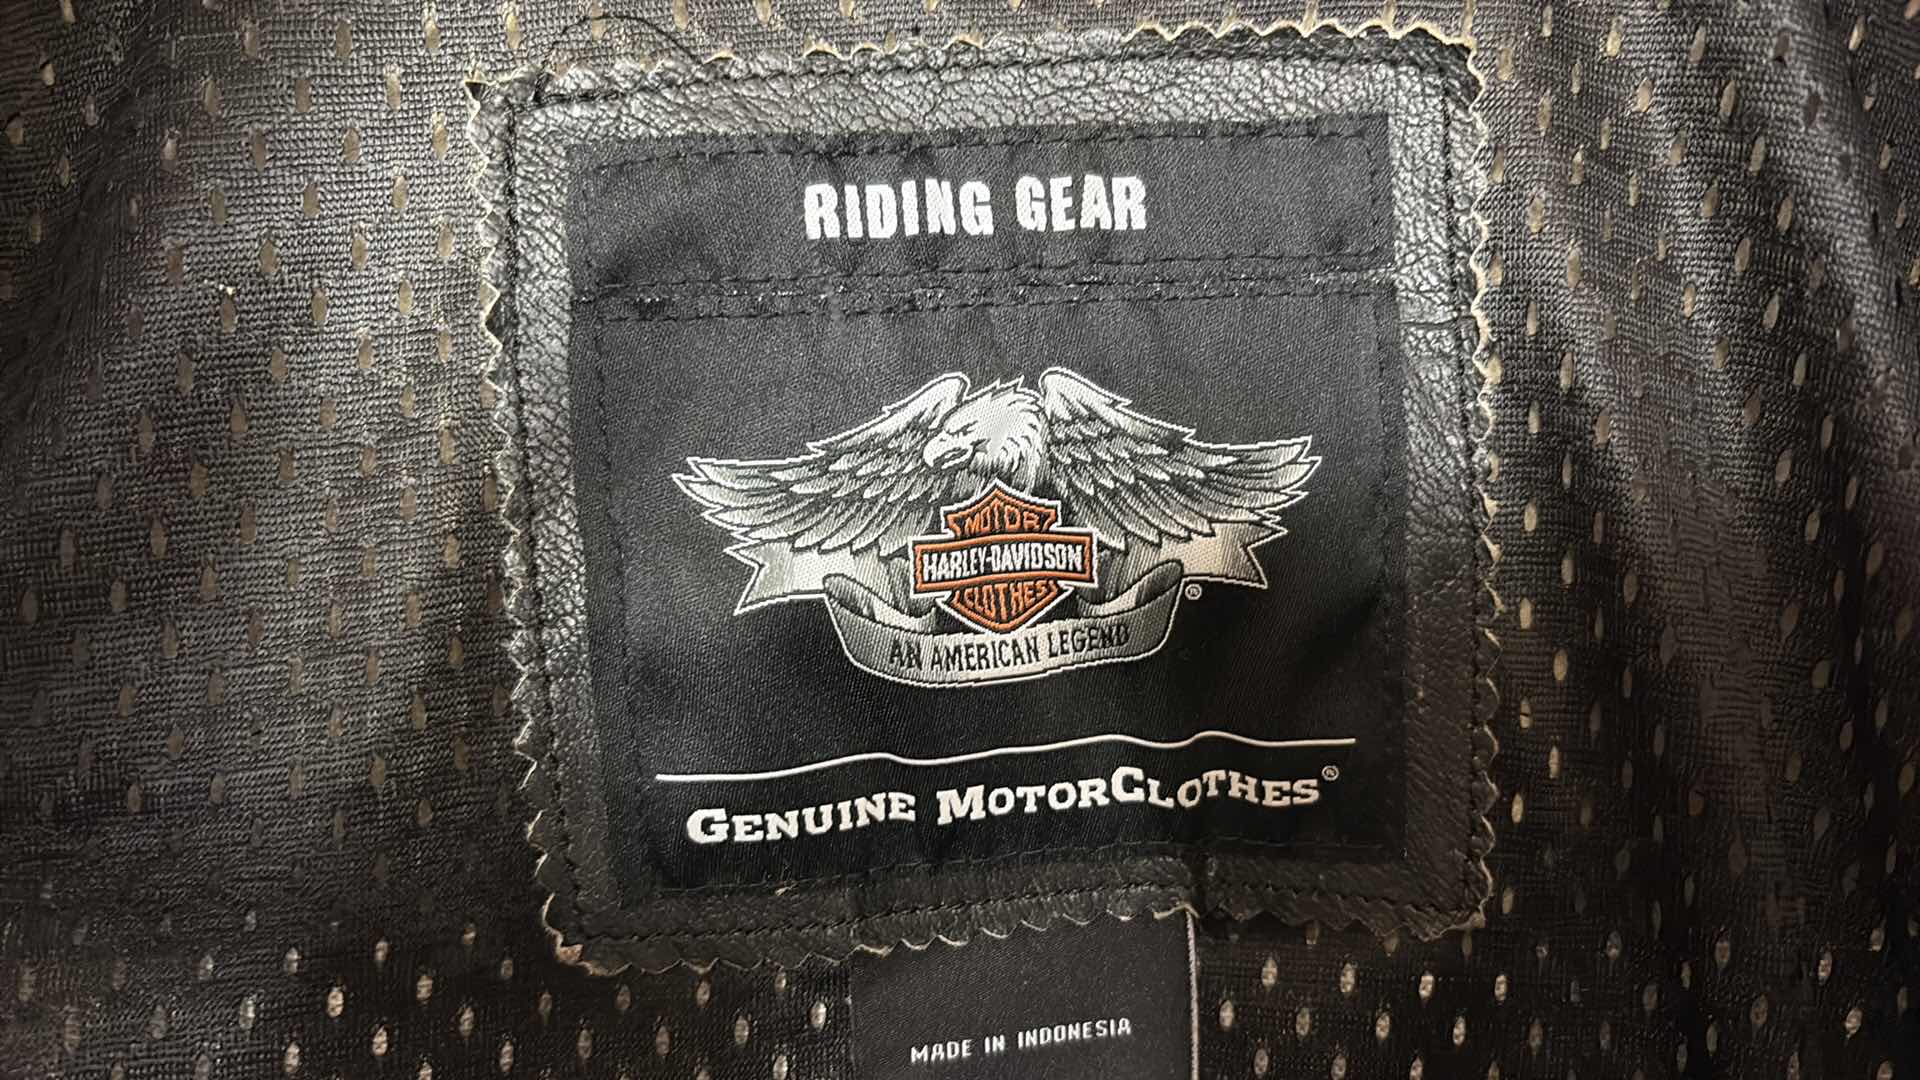 RIDING GEAR
MOTOR
HARLEY-DAVIDSON
CLOTHES
®
AN AMERICAN LEGEND
GENUINE MOTORCLOTHES®
MADE IN INDONESIA